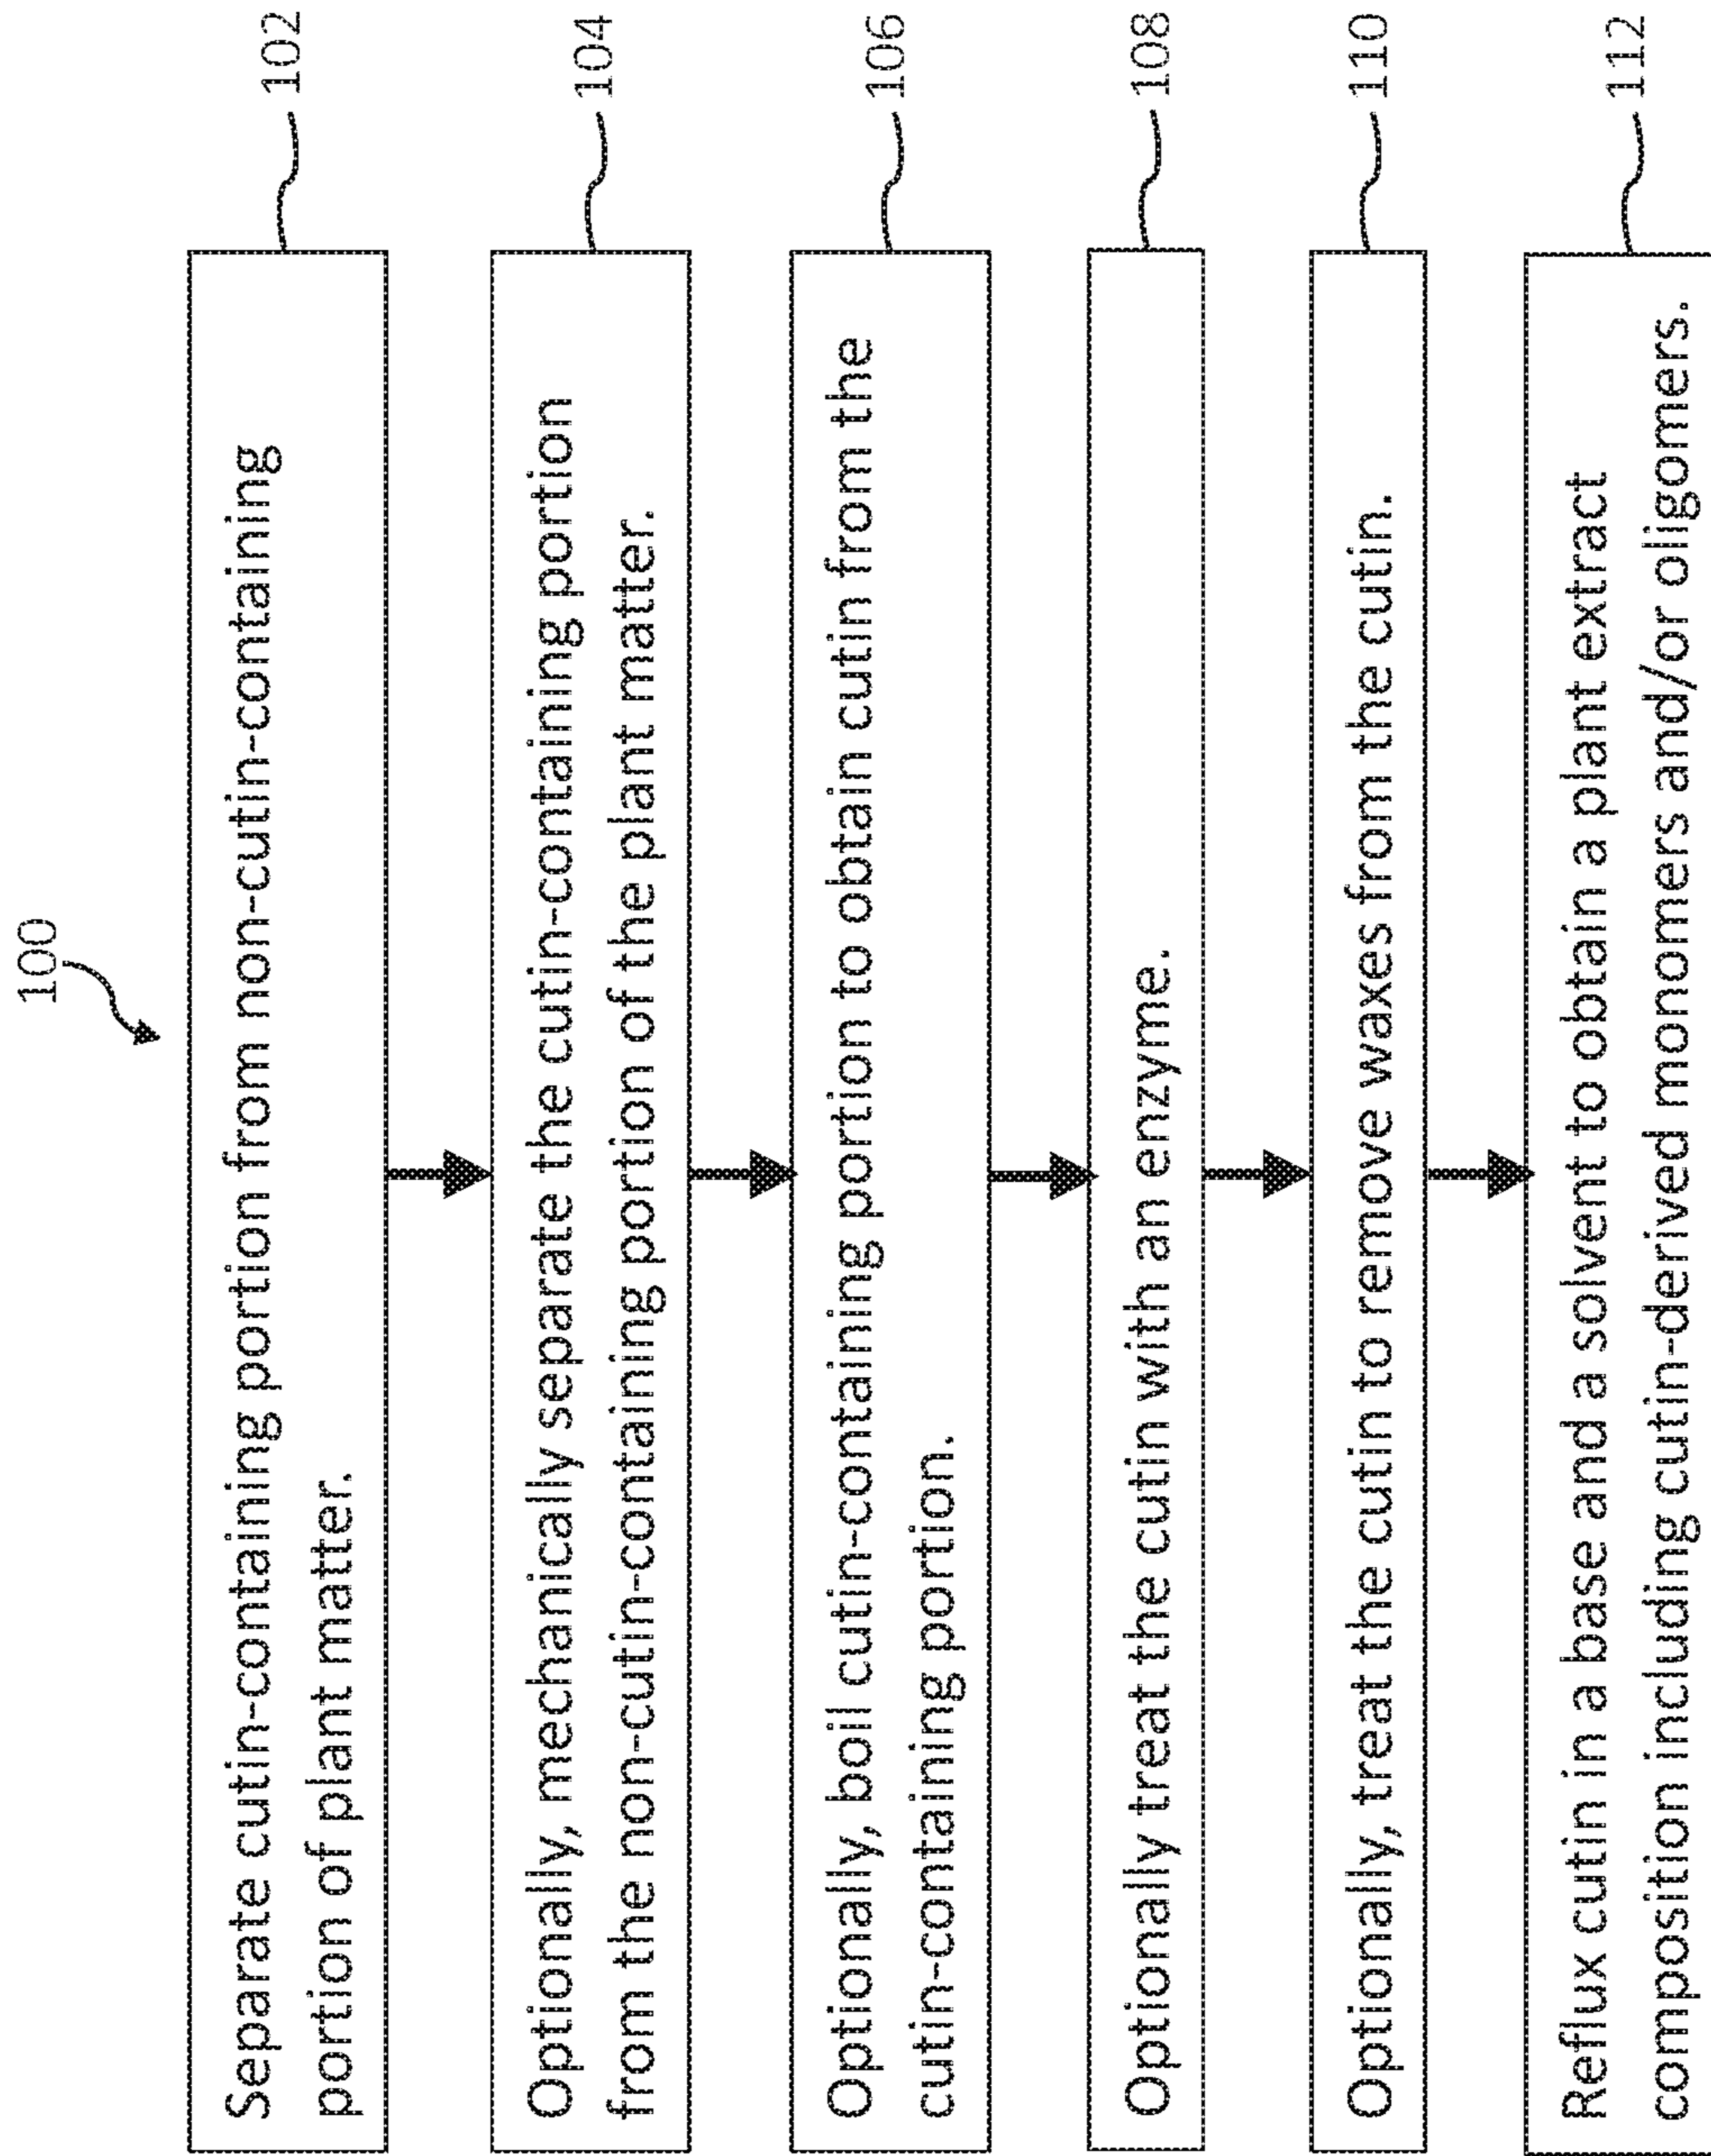 100
Separate cutin-containing portion from non-cutin-containing
portion of plant matter.
102
Optionally, mechanically separate the cutin-containing portion
from the non-cutin-containing portion of the plant matter.
104
Optionally, boil cutin-containing portion to obtain cutin from the
cutin-containing portion.
106
Optionally treat the cutin with an enzyme.
108
Optionally, treat the cutin to remove waxes from the cutin.
110
Reflux cutin in a base and a solvent to obtain a plant extract
composition including cutin-derived monomers and/or oligomers.
112